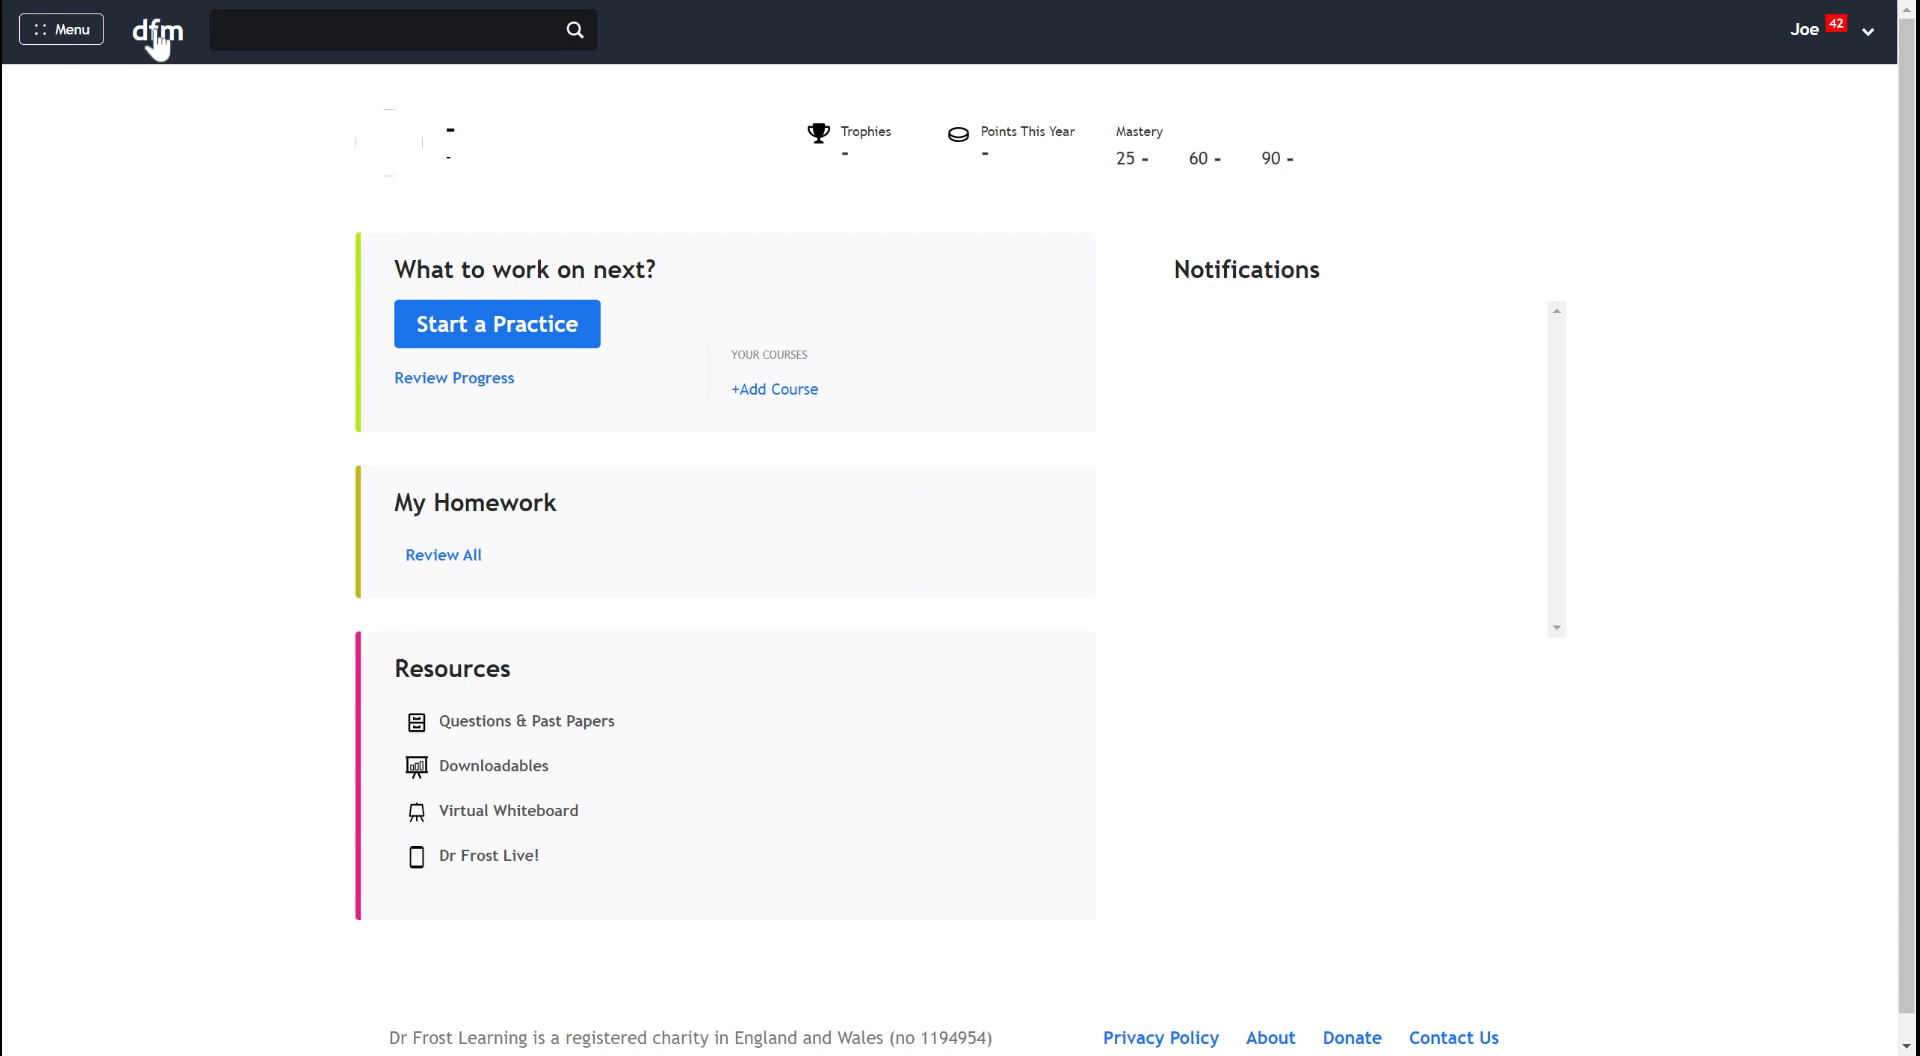 Menu
dfm
Joe 42
-
-
Trophies
-
Points This Year
-
Mastery
25 - 60 - 90 -
What to work on next?
Start a Practice
Review Progress
YOUR COURSES
+Add Course
Notifications
My Homework
Review All
Resources
Questions & Past Papers
Downloadables
Virtual Whiteboard
Dr Frost Live!
Dr Frost Learning is a registered charity in England and Wales (no 1194954)
Privacy Policy About Donate Contact Us